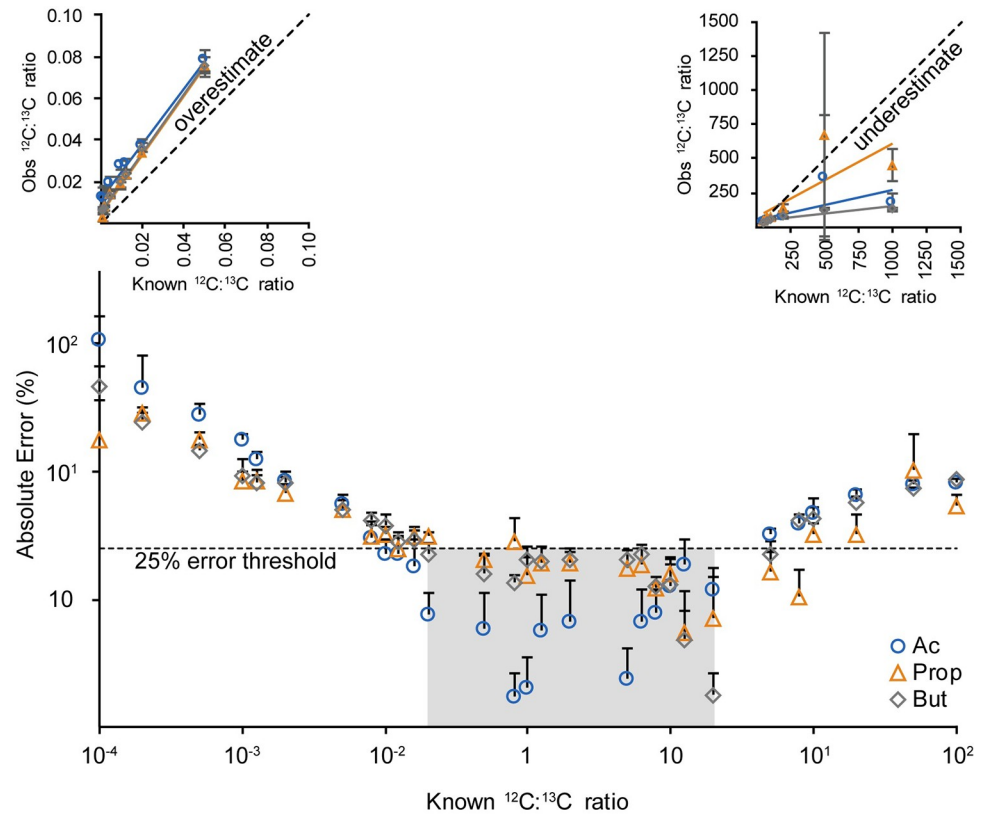 0.10
0.08
0.06
0.04
0.02
Obs ¹²C:¹³C ratio
overestimate
0.02
0.04
0.06
0.08
0.10
Known ¹²C:¹³C ratio
1500
1250
1000
750
500
250
Obs ¹²C:¹³C ratio
underestimate
250
500
750
1000
1250
1500
Known ¹²C:¹³C ratio
Absolute Error (%)
10²
10¹
10
25% error threshold
Ac
Prop
But
10⁻⁴
10⁻³
10⁻²
1
10
10¹
10²
Known ¹²C:¹³C ratio